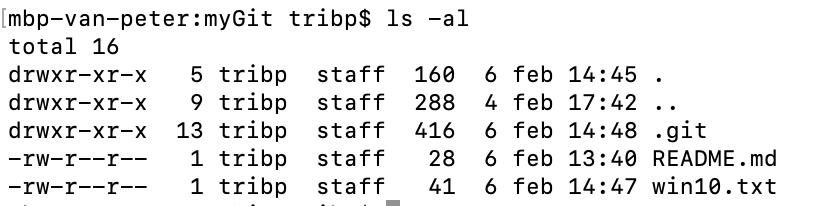 mbp-van-peter:myGit tribp$ ls -al
total 16
drwxr-xr-x   5 tribp  staff  160  6 feb 14:45 .
drwxr-xr-x   9 tribp  staff  288  4 feb 17:42 ..
drwxr-xr-x  13 tribp  staff  416  6 feb 14:48 .git
-rw-r--r--   1 tribp  staff   28  6 feb 13:40 README.md
-rw-r--r--   1 tribp  staff   41  6 feb 14:47 win10.txt